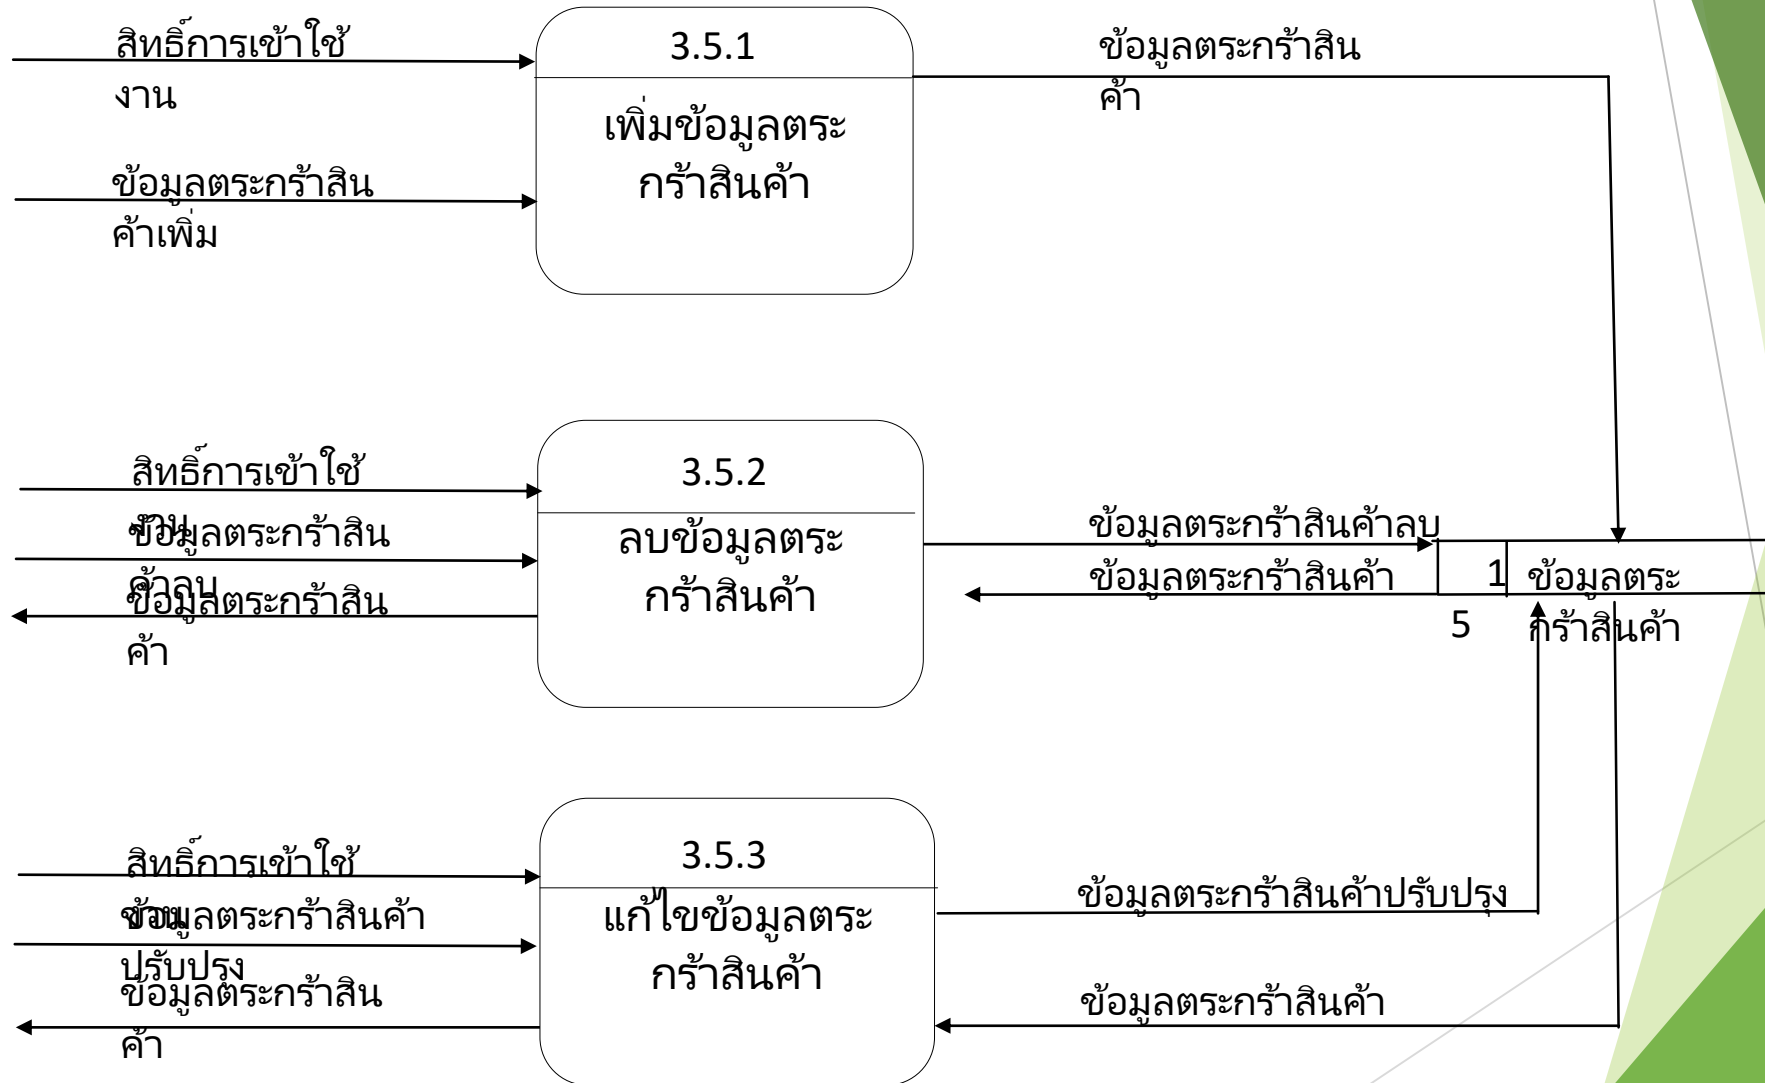 สิทธิ์การเข้าใช้
งาน
3.5.1
ข้อมูลตระกร้าสิน
ค้า
เพิ่มข้อมูลตระ
กร้าสินค้า
ข้อมูลตระกร้าสิน
ค้าเพิ่ม
สิทธิ์การเข้าใช้
งาน
3.5.2
ข้อมูลตระกร้าสิน
ค้าลบ
ลบข้อมูลตระ
กร้าสินค้า
ข้อมูลตระกร้าสินค้าลบ
ข้อมูลตระกร้าสินค้า
1
5
ข้อมูลตระ
กร้าสินค้า
ข้อมูลตระกร้าสิน
ค้า
สิทธิ์การเข้าใช้
งาน
3.5.3
ข้อมูลตระกร้าสินค้า
ปรับปรุง
แก้ไขข้อมูลตระ
กร้าสินค้า
ข้อมูลตระกร้าสินค้าปรับปรุง
ข้อมูลตระกร้าสิน
ค้า
ข้อมูลตระกร้าสินค้า